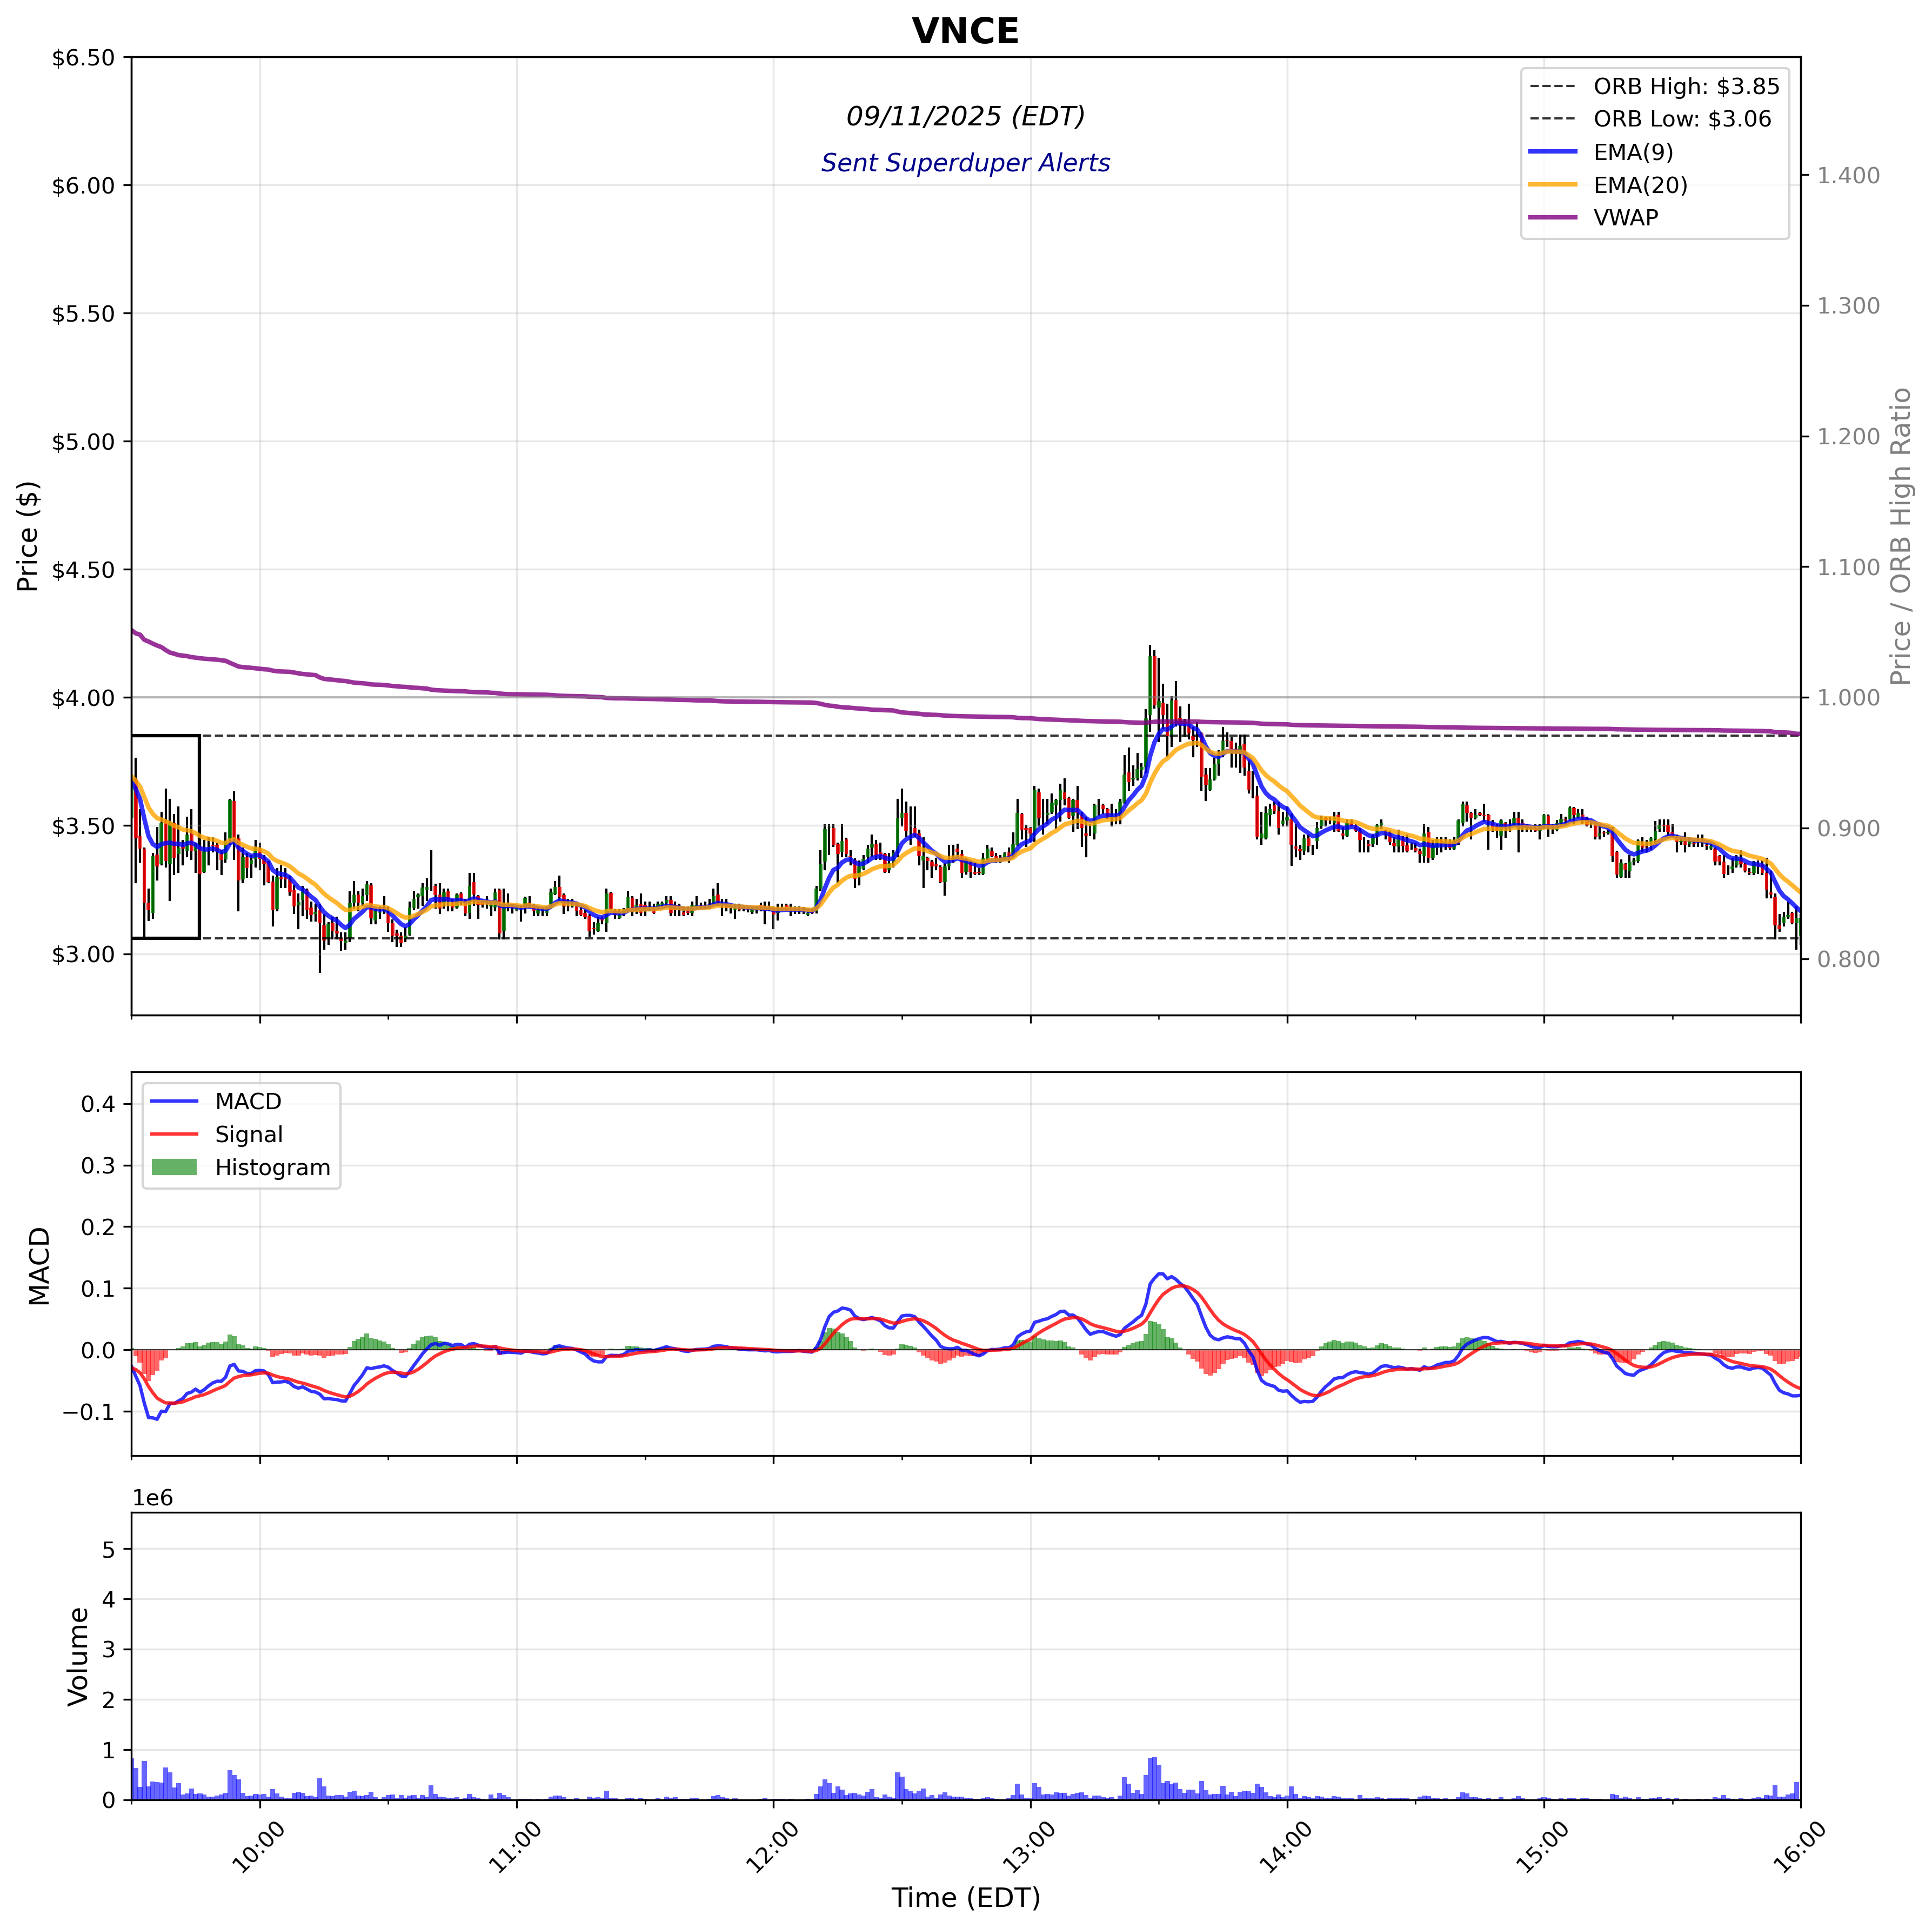 VNCE
09/11/2025 (EDT)
Sent Superduper Alerts
ORB High: $3.85
ORB Low: $3.06
EMA(9)
EMA(20)
VWAP
$6.50
$6.00
$5.50
$5.00
$4.50
$4.00
$3.50
$3.00
Price ($)
1.400
1.300
1.200
1.100
1.000
0.900
0.800
Price / ORB High Ratio
MACD
Signal
Histogram
0.4
0.3
0.2
0.1
0.0
−0.1
MACD
1e6
5
4
3
2
1
0
Volume
10:00
11:00
12:00
13:00
14:00
15:00
16:00
Time (EDT)